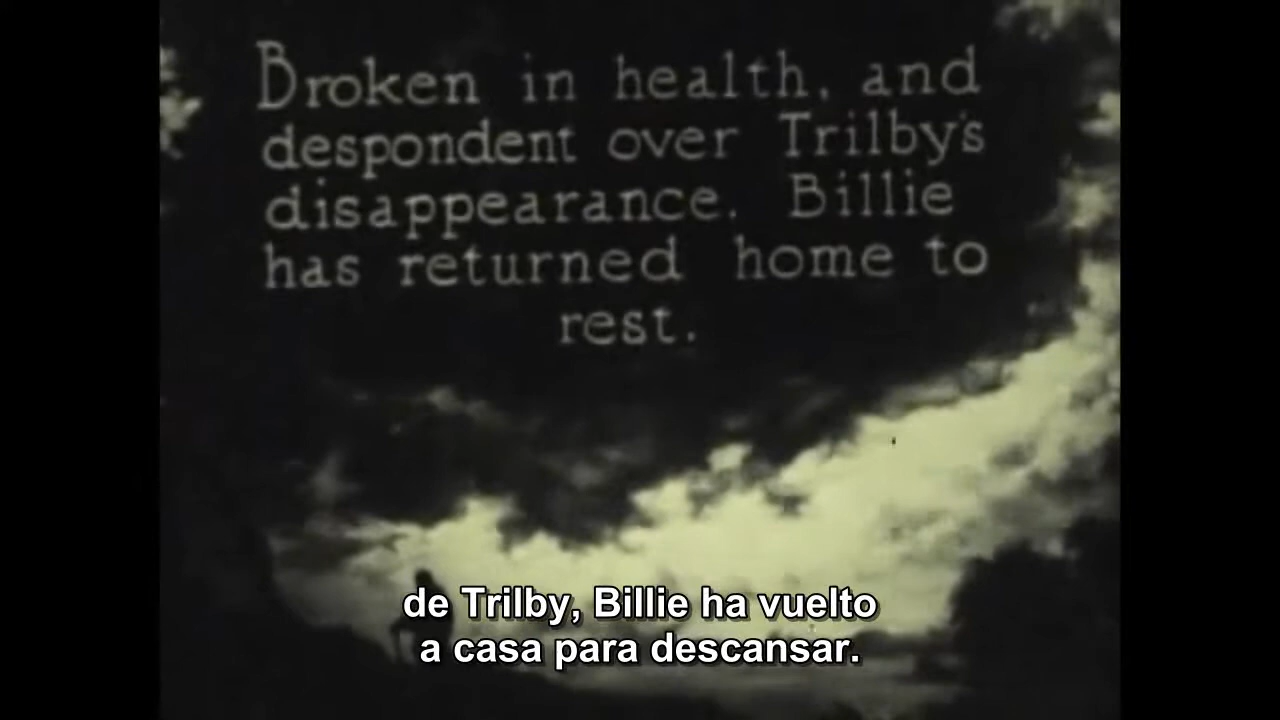 Broken in health, and
despondent over Trilby's
disappearance. Billie
has returned home to
rest.
de Trilby, Billie ha vuelto
a casa para descansar.